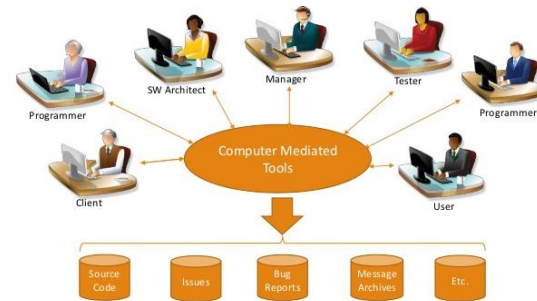 Programmer
SW Architect
Manager
Tester
Programmer
Client
Computer Mediated
Tools
User
Source
Code
Issues
Bug
Reports
Message
Archives
Etc.